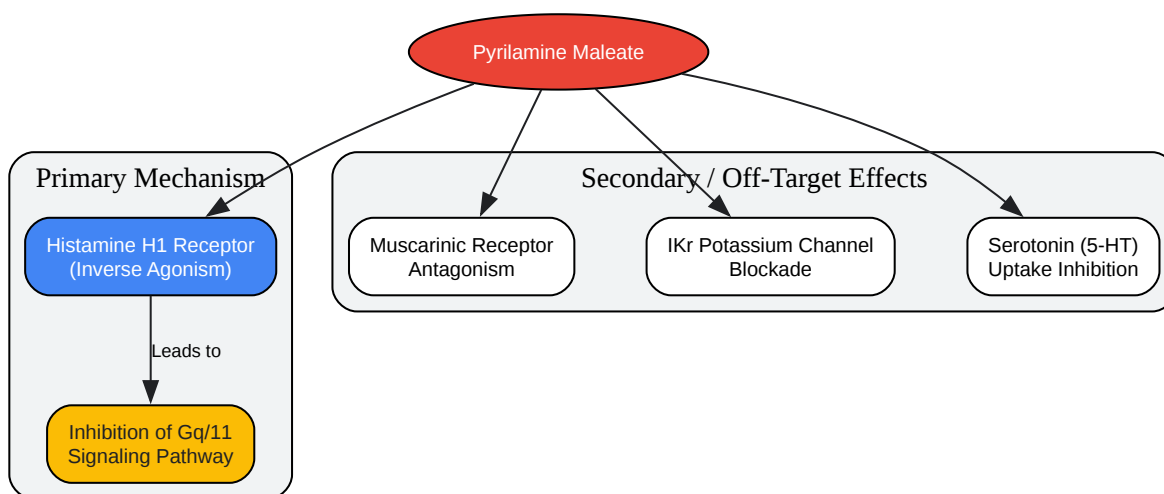 Pyrilamine Maleate
Primary Mechanism
Secondary / Off-Target Effects
Histamine H1 Receptor
(Inverse Agonism)
Muscarinic Receptor
Antagonism
IKr Potassium Channel
Blockade
Serotonin (5-HT)
Uptake Inhibition
Leads to
Inhibition of Gq/11
Signaling Pathway